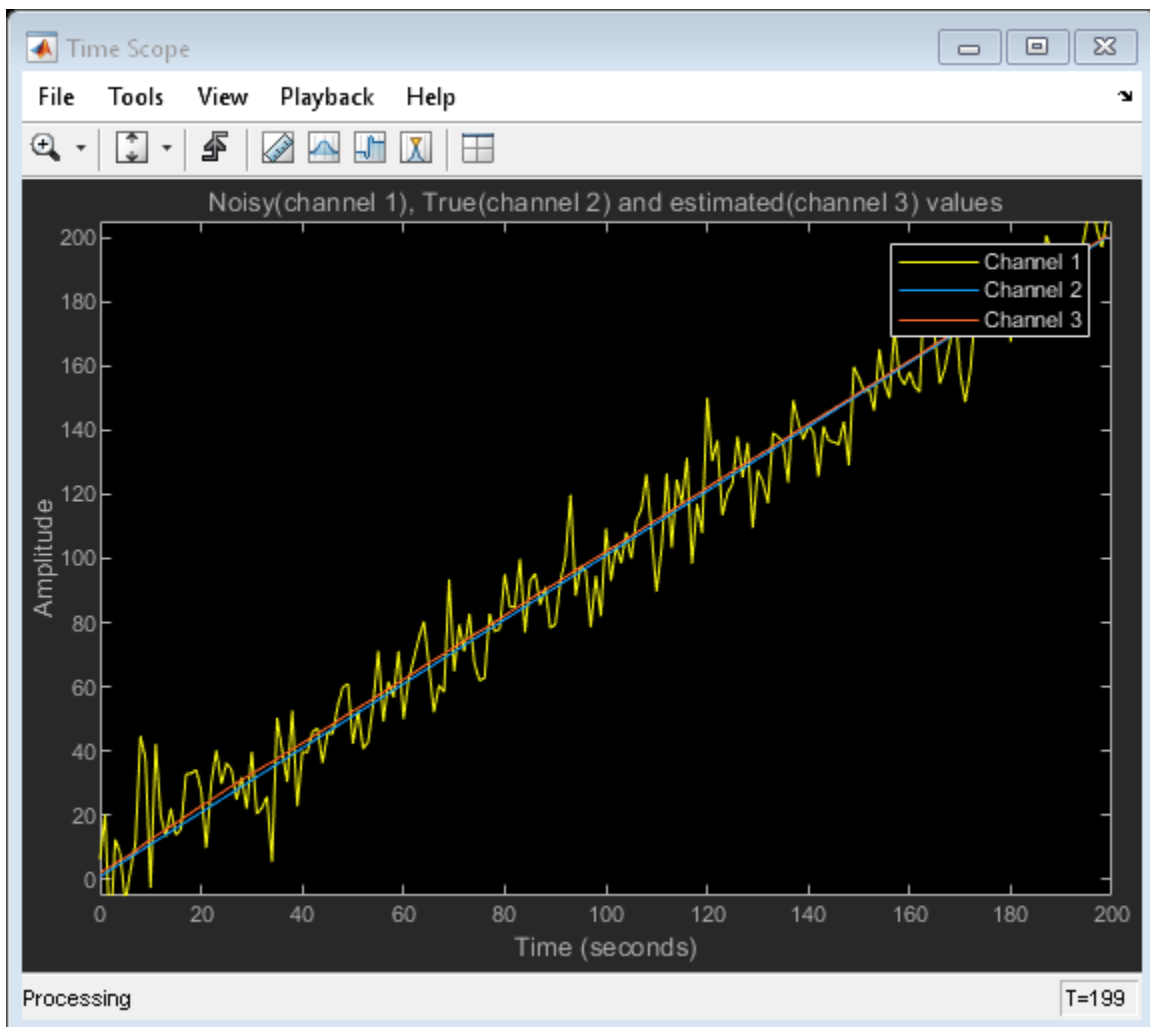 Time Scope
File Tools View Playback Help
Noisy(channel 1), True(channel 2) and estimated(channel 3) values
Channel 1
Channel 2
Channel 3
200
180
160
140
120
100
80
60
40
20
0
Amplitude
0 20 40 60 80 100 120 140 160 180 200
Time (seconds)
Processing T=199